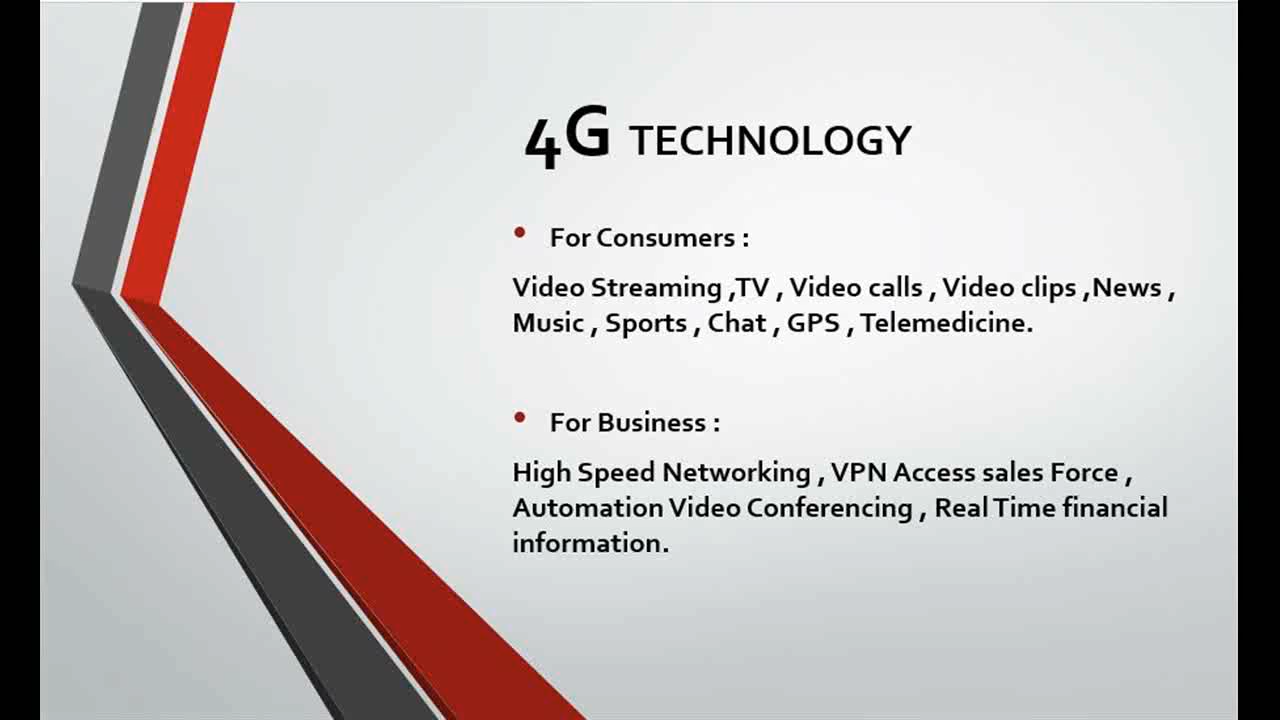 4G TECHNOLOGY
• For Consumers :
Video Streaming ,TV , Video calls , Video clips ,News ,
Music , Sports , Chat , GPS , Telemedicine.
• For Business :
High Speed Networking , VPN Access sales Force ,
Automation Video Conferencing , Real Time financial
information.